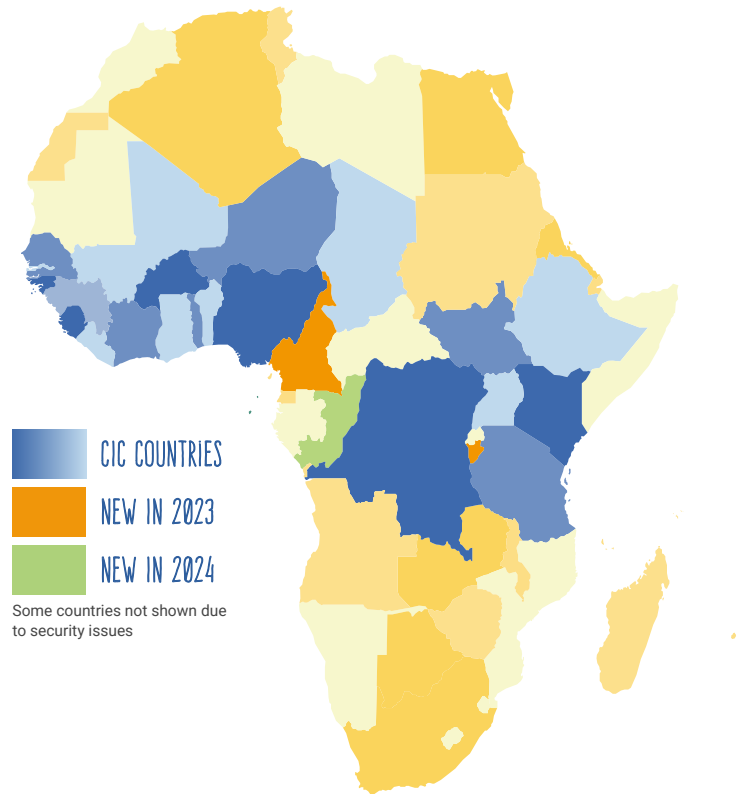 CIC COUNTRIES
NEW IN 2023
NEW IN 2024
Some countries not shown due
to security issues